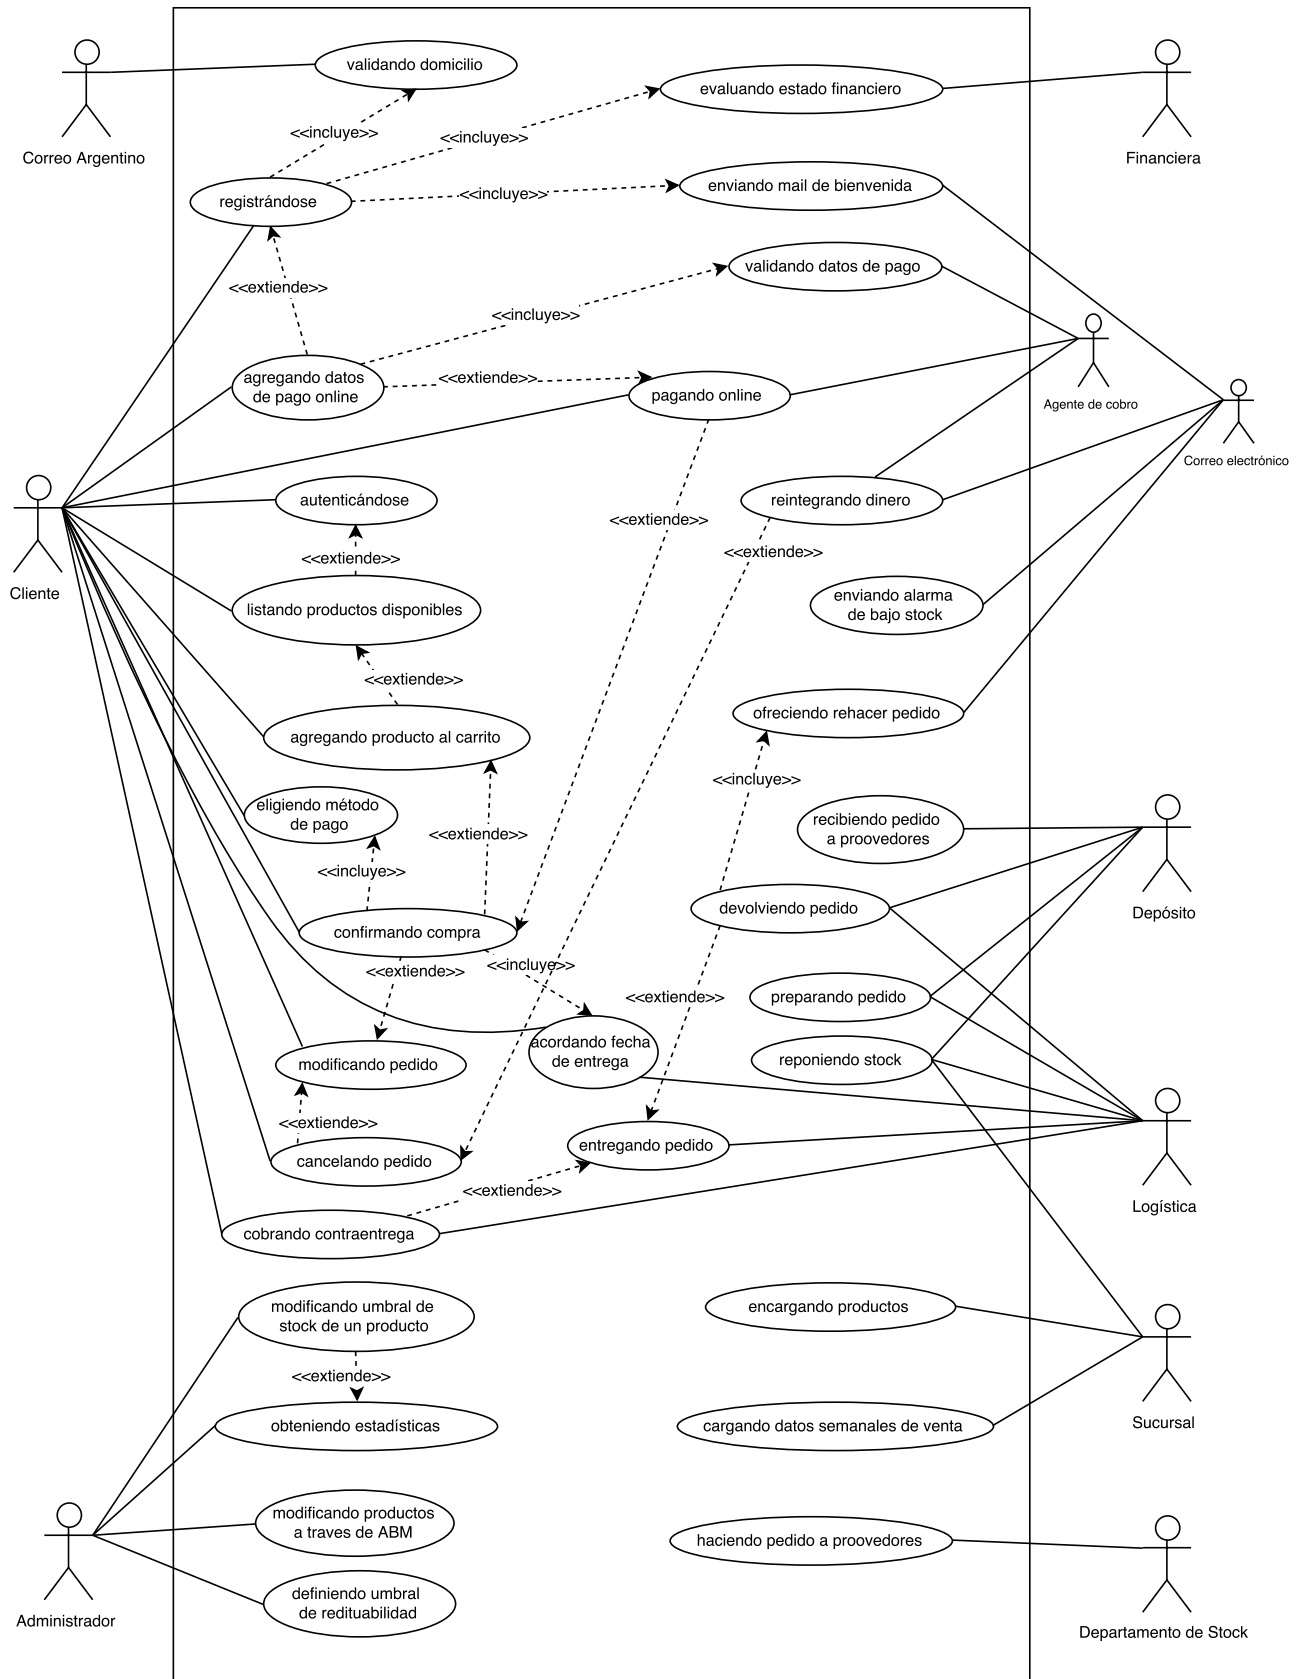 validando domicilio
evaluando estado financiero
<<incluye>>
<<incluye>>
Correo Argentino
Financiera
registrándose
<<incluye>>
enviando mail de bienvenida
validando datos de pago
<<extiende>>
<<incluye>>
agregando datos
de pago online
<<extiende>>
pagando online
Agente de cobro
Correo electrónico
autenticándose
reintegrando dinero
<<extiende>>
<<extiende>>
<<extiende>>
Cliente
listando productos disponibles
enviando alarma
de bajo stock
<<extiende>>
ofreciendo rehacer pedido
agregando producto al carrito
<<incluye>>
eligiendo método
de pago
<<extiende>>
recibiendo pedido
a proovedores
<<incluye>>
devolviendo pedido
Depósito
confirmando compra
<<extiende>>
<<incluye>>
<<extiende>>
preparando pedido
acordando fecha
de entrega
modificando pedido
reponiendo stock
<<extiende>>
entregando pedido
cancelando pedido
<<extiende>>
Logística
cobrando contraentrega
modificando umbral de
stock de un producto
encargando productos
<<extiende>>
obteniendo estadísticas
cargando datos semanales de venta
Sucursal
modificando productos
a traves de ABM
haciendo pedido a proovedores
definiendo umbral
de redituabilidad
Administrador
Departamento de Stock